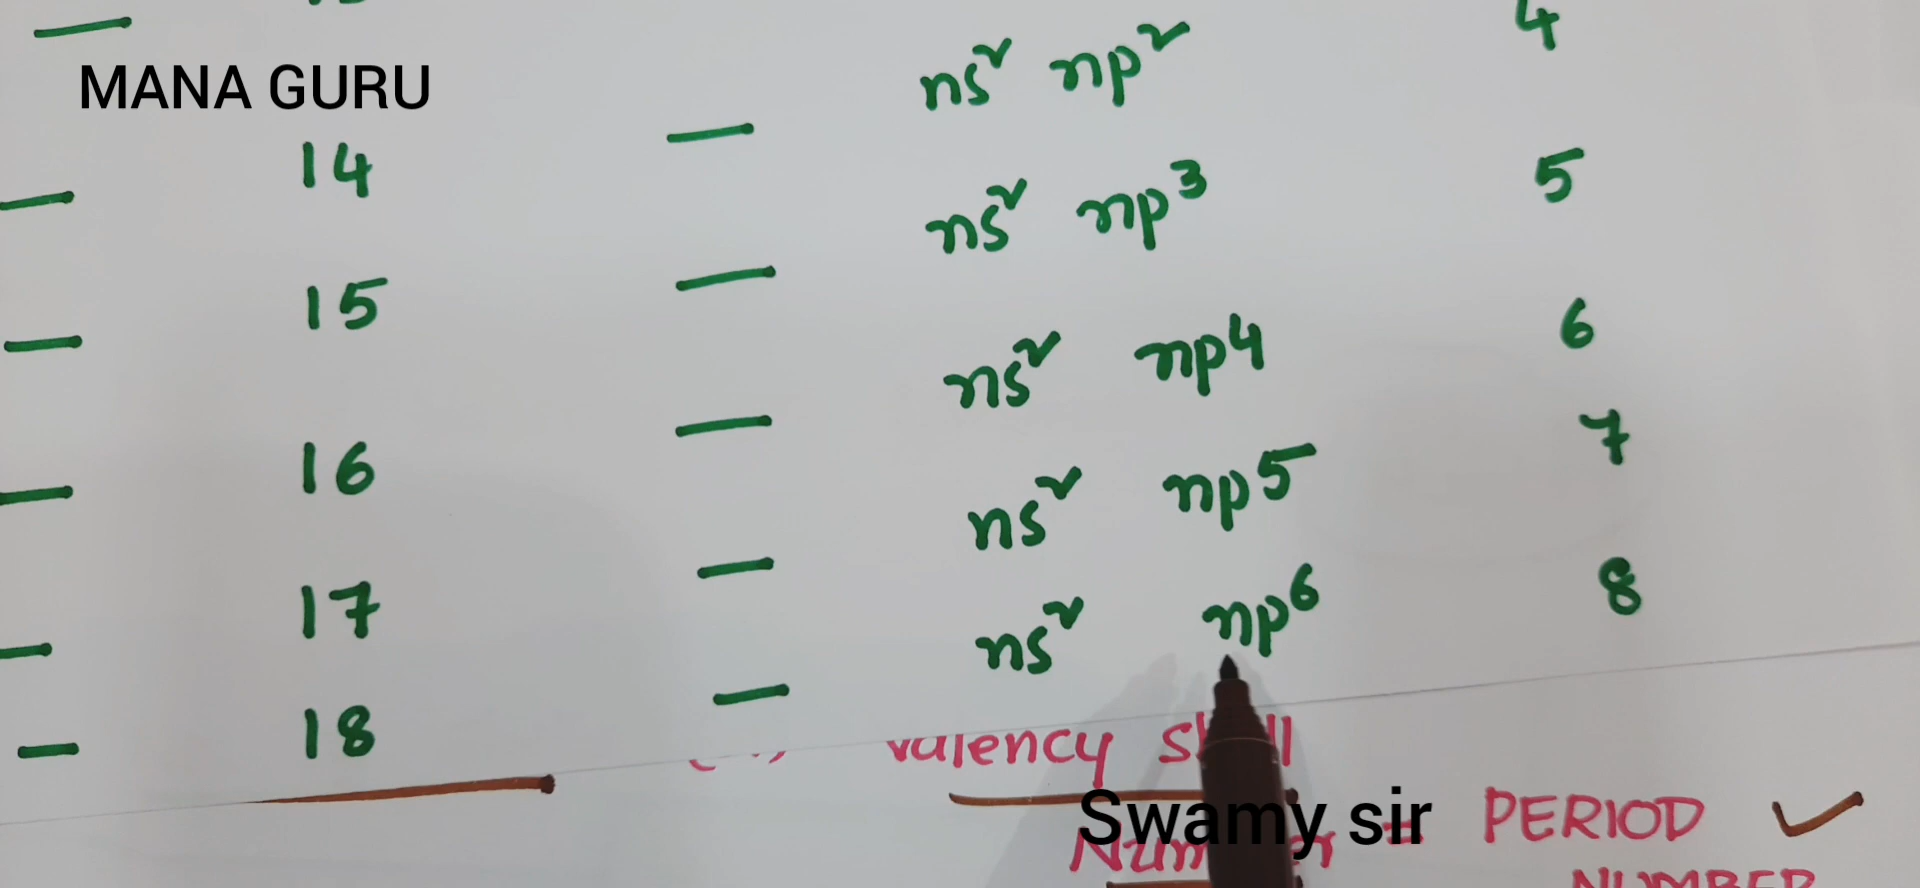 MANA GURU
14 — ns² np² 4
15 — ns² np³ 5
16 — ns² np4 6
17 — ns² np5 7
18 — ns² np⁶ 8
valency
Swamy sir
= PERIOD ✓
NUMBER